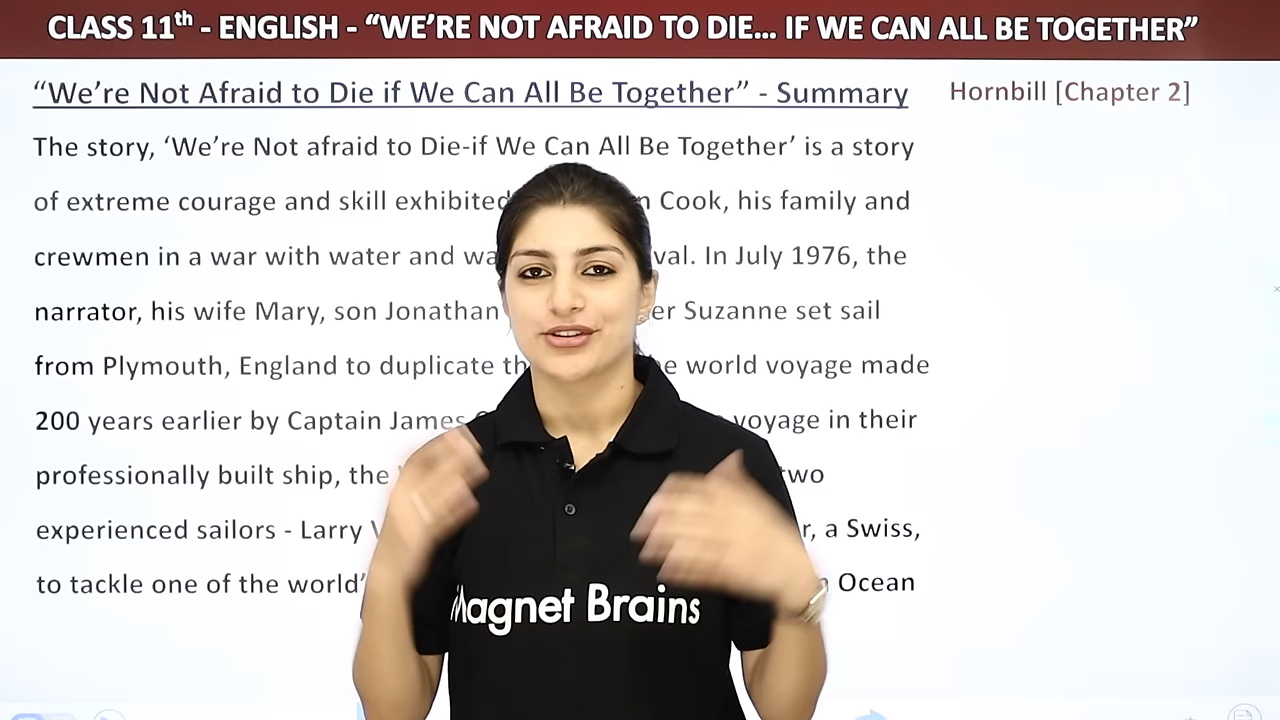 CLASS 11th - ENGLISH - “WE’RE NOT AFRAID TO DIE... IF WE CAN ALL BE TOGETHER”
“We’re Not Afraid to Die if We Can All Be Together” - Summary
Hornbill [Chapter 2]
The story, ‘We’re Not afraid to Die-if We Can All Be Together’ is a story
of extreme courage and skill exhibited Cook, his family and
crewmen in a war with water and In July 1976, the
narrator, his wife Mary, son Jonathan Suzanne set sail
from Plymouth, England to duplicate world voyage made
200 years earlier by Captain James voyage in their
professionally built ship, the two
experienced sailors - Larry a Swiss,
to tackle one of the world’ Ocean
Magnet Brains